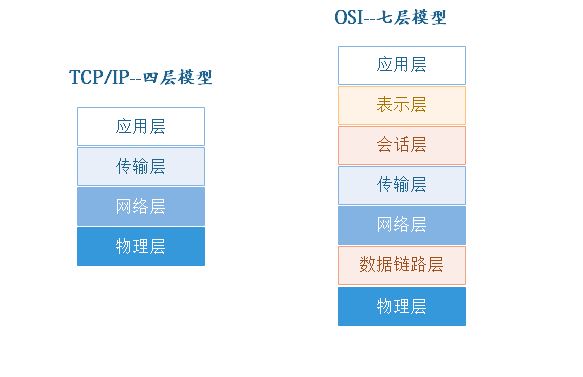 TCP/IP--四层模型
应用层
传输层
网络层
物理层
OSI--七层模型
应用层
表示层
会话层
传输层
网络层
数据链路层
物理层